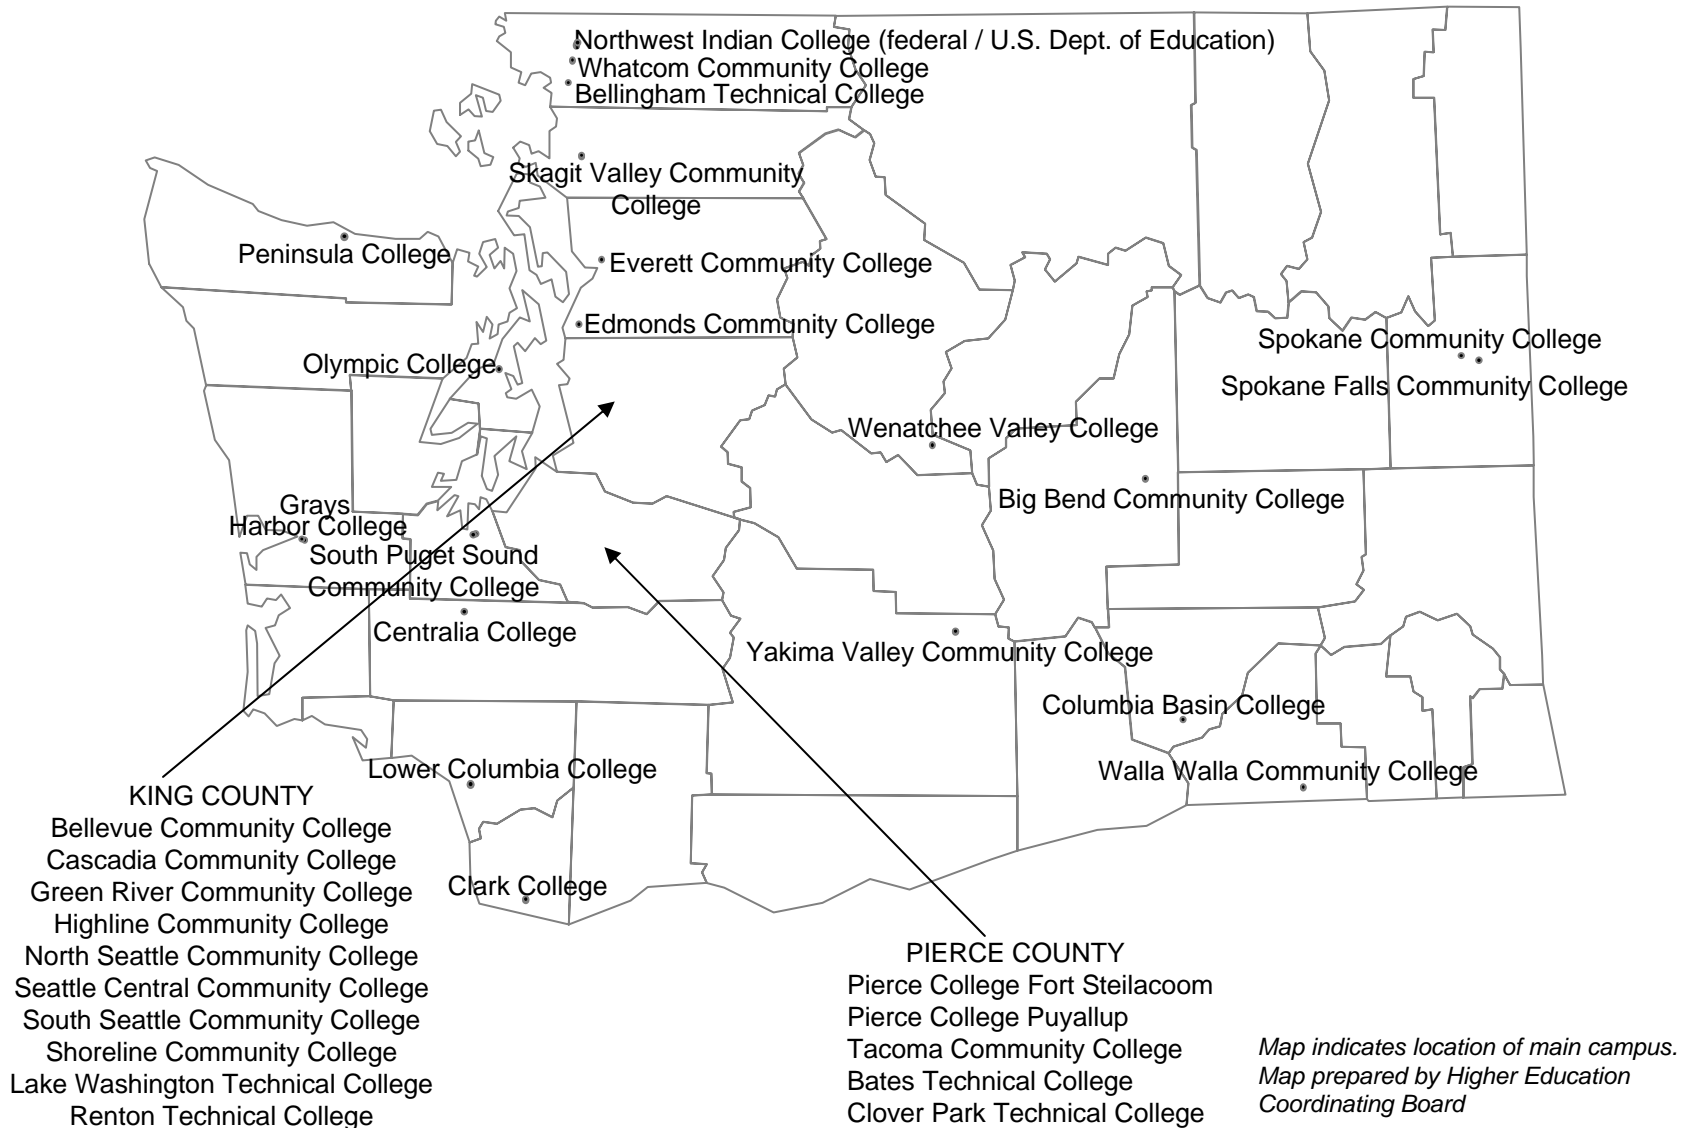 Northwest Indian College (federal / U.S. Dept. of Education)
Whatcom Community College
Bellingham Technical College
Skagit Valley Community
College
Peninsula College
Everett Community College
Edmonds Community College
Olympic College
Spokane Community College
Spokane Falls Community College
Wenatchee Valley College
Big Bend Community College
Grays
Harbor College
South Puget Sound
Community College
Centralia College
Yakima Valley Community College
Columbia Basin College
Lower Columbia College
Walla Walla Community College
Clark College
KING COUNTY
Bellevue Community College
Cascadia Community College
Green River Community College
Highline Community College
North Seattle Community College
Seattle Central Community College
South Seattle Community College
Shoreline Community College
Lake Washington Technical College
Renton Technical College
PIERCE COUNTY
Pierce College Fort Steilacoom
Pierce College Puyallup
Tacoma Community College
Bates Technical College
Clover Park Technical College
Map indicates location of main campus.
Map prepared by Higher Education
Coordinating Board